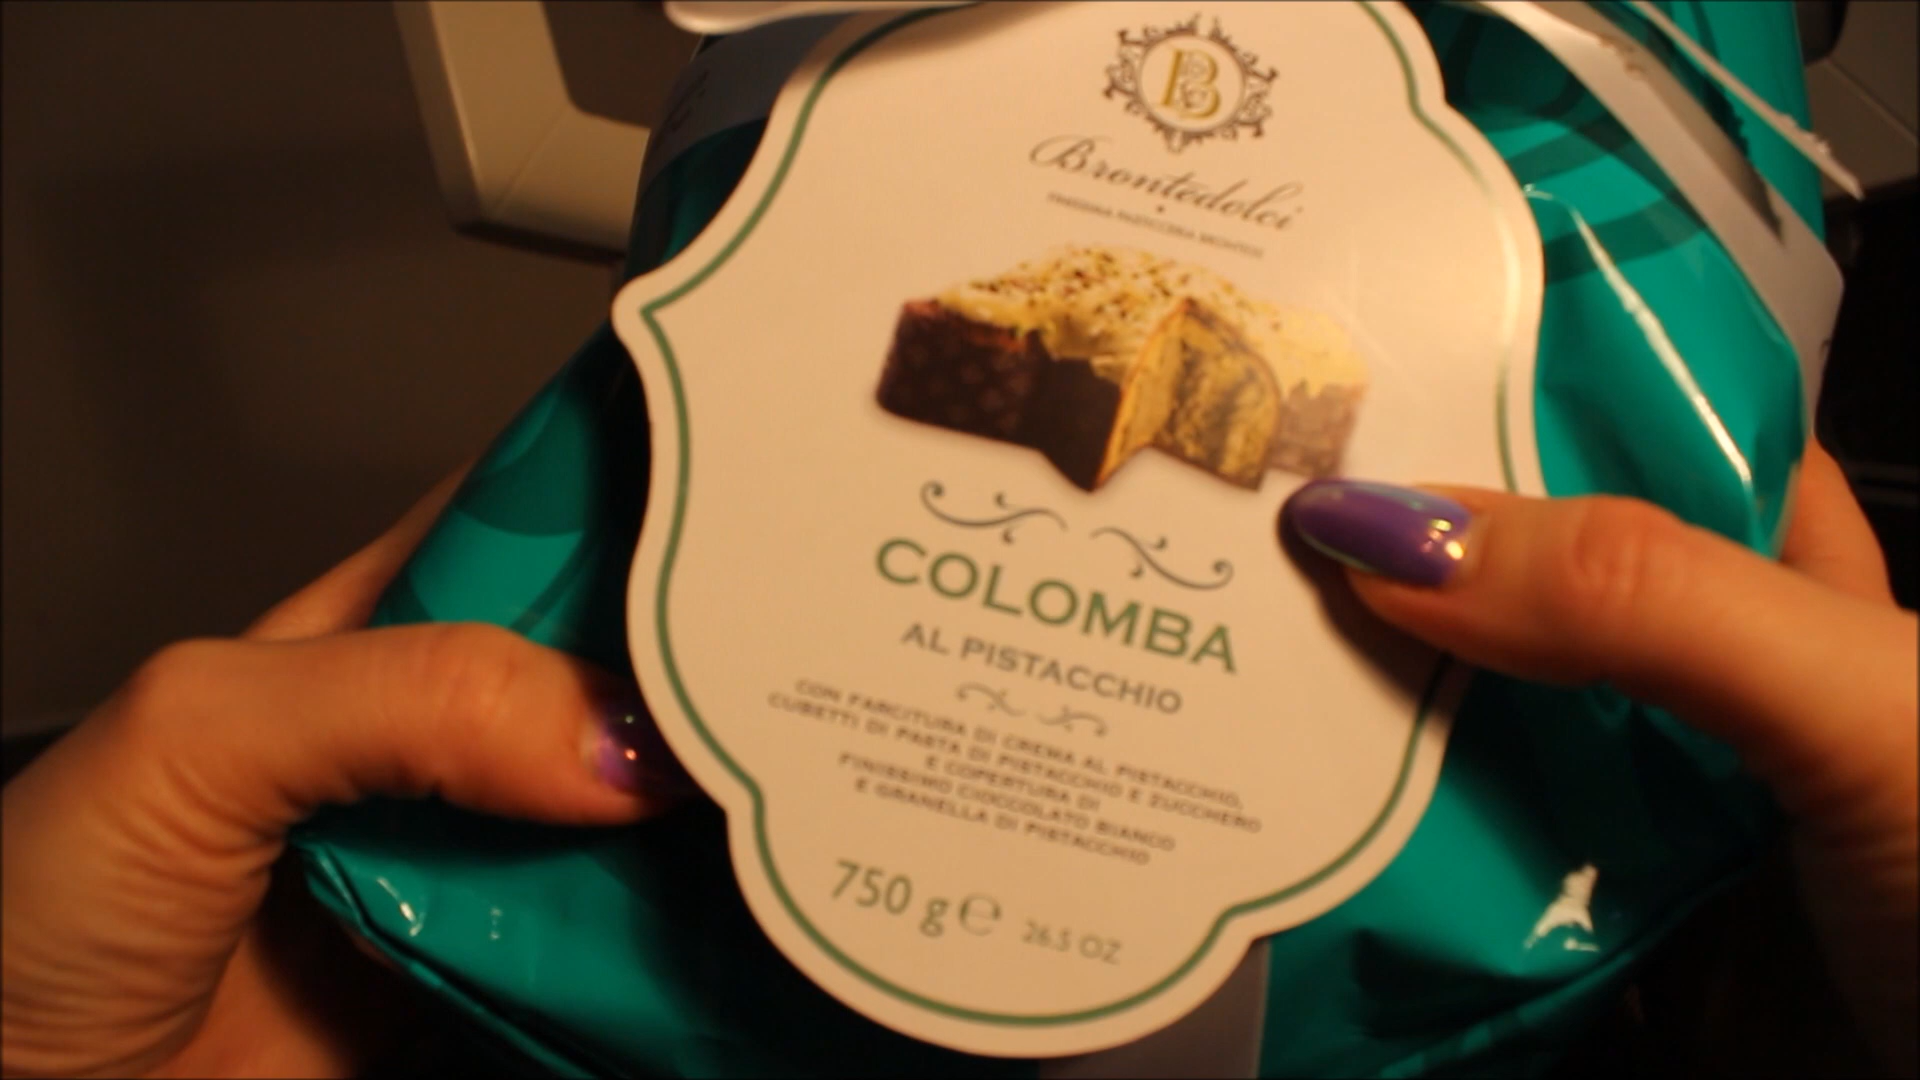 B
Brontedolci
COLOMBA
AL PISTACCHIO
CON FARCITURA DI CREMA AL PISTACCHIO,
CUBETTI DI PASTA DI PISTACCHIO E ZUCCHERO
E COPERTURA DI
FINISSIMO CIOCCOLATO BIANCO
E GRANELLA DI PISTACCHIO
750 g ℮ 26.5 OZ